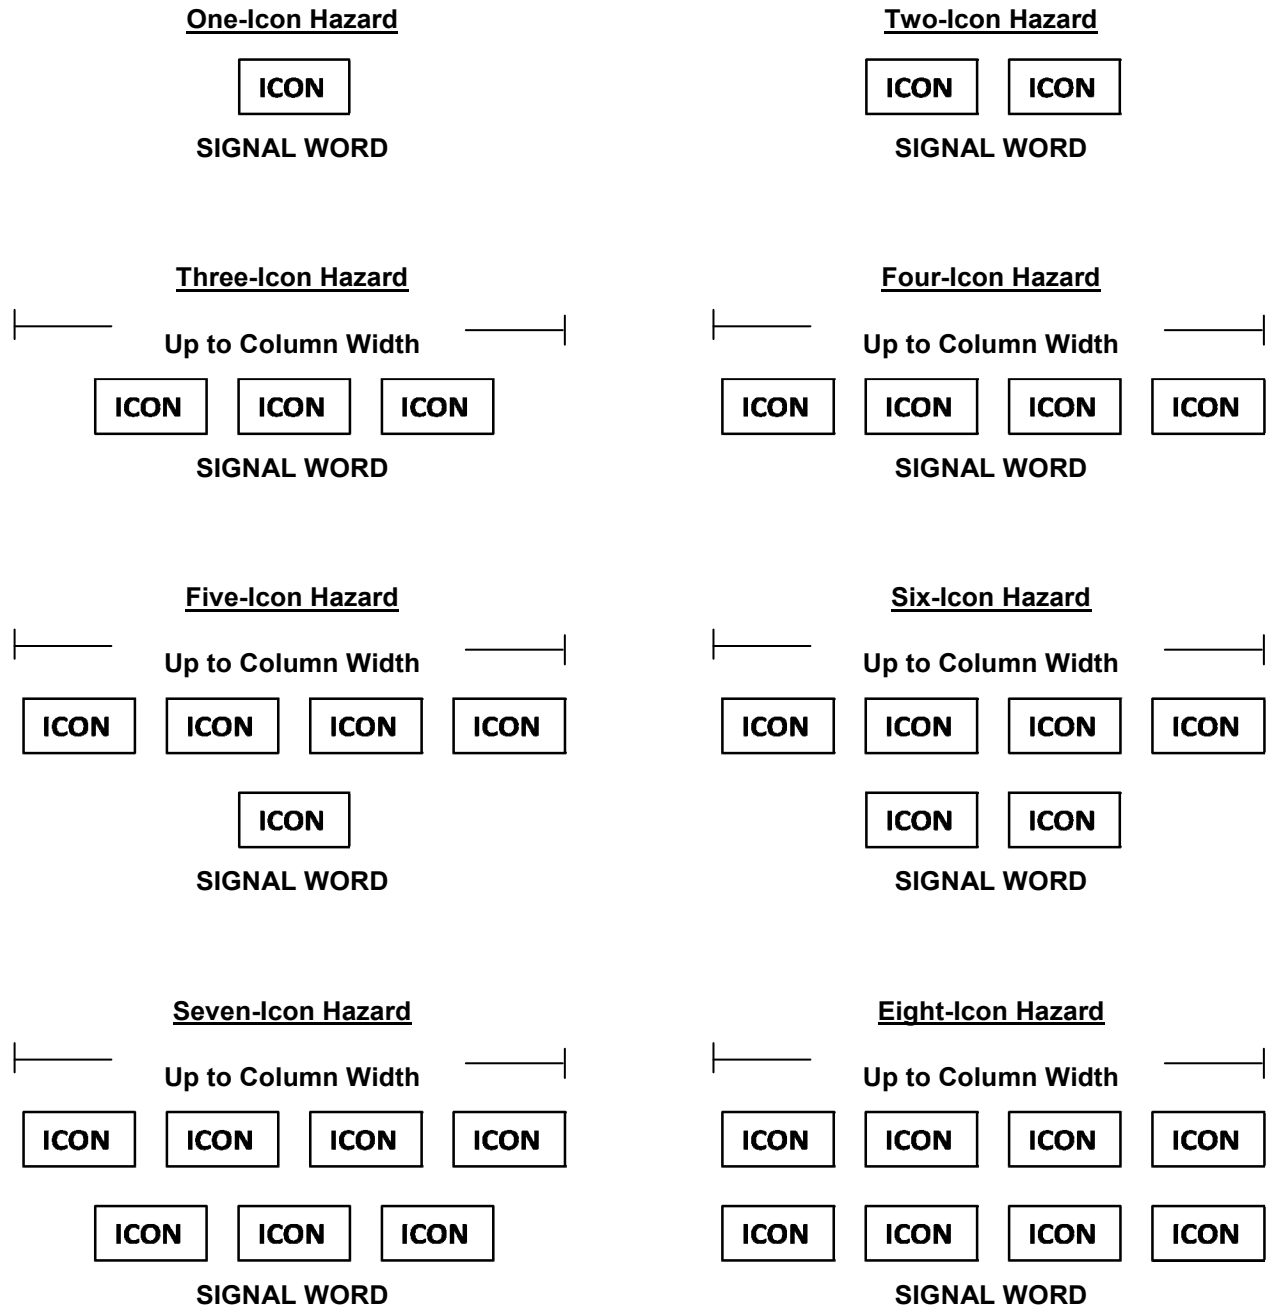 One-Icon Hazard
ICON
SIGNAL WORD
Two-Icon Hazard
ICON ICON
SIGNAL WORD
Three-Icon Hazard
Up to Column Width
ICON ICON ICON
SIGNAL WORD
Four-Icon Hazard
Up to Column Width
ICON ICON ICON ICON
SIGNAL WORD
Five-Icon Hazard
Up to Column Width
ICON ICON ICON ICON
ICON
SIGNAL WORD
Six-Icon Hazard
Up to Column Width
ICON ICON ICON ICON
ICON ICON
SIGNAL WORD
Seven-Icon Hazard
Up to Column Width
ICON ICON ICON ICON
ICON ICON ICON
SIGNAL WORD
Eight-Icon Hazard
Up to Column Width
ICON ICON ICON ICON
ICON ICON ICON ICON
SIGNAL WORD